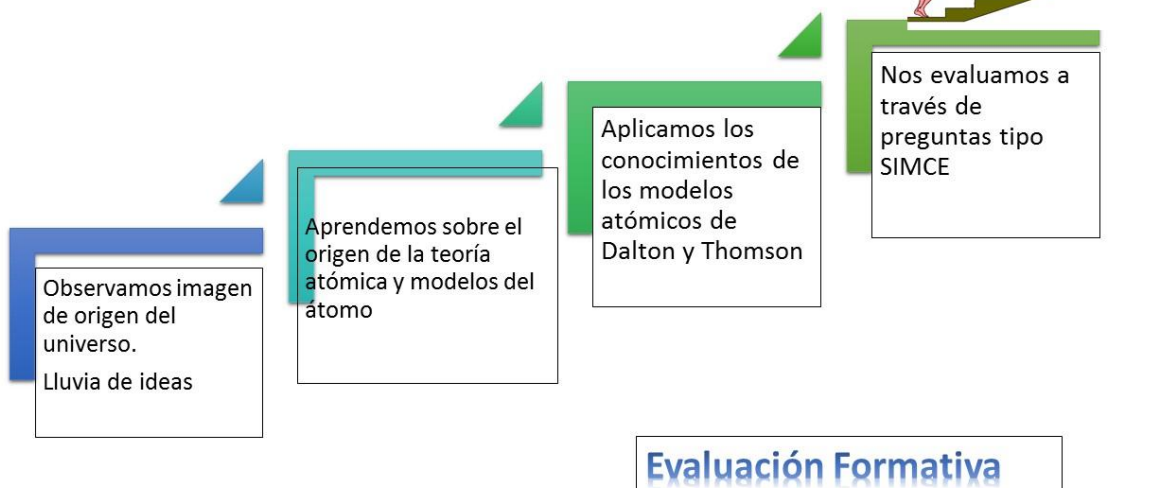 Observamos imagen
de origen del
universo.
Lluvia de ideas
Aprendemos sobre el
origen de la teoría
atómica y modelos del
átomo
Aplicamos los
conocimientos de
los modelos
atómicos de
Dalton y Thomson
Nos evaluamos a
través de
preguntas tipo
SIMCE
Evaluación Formativa